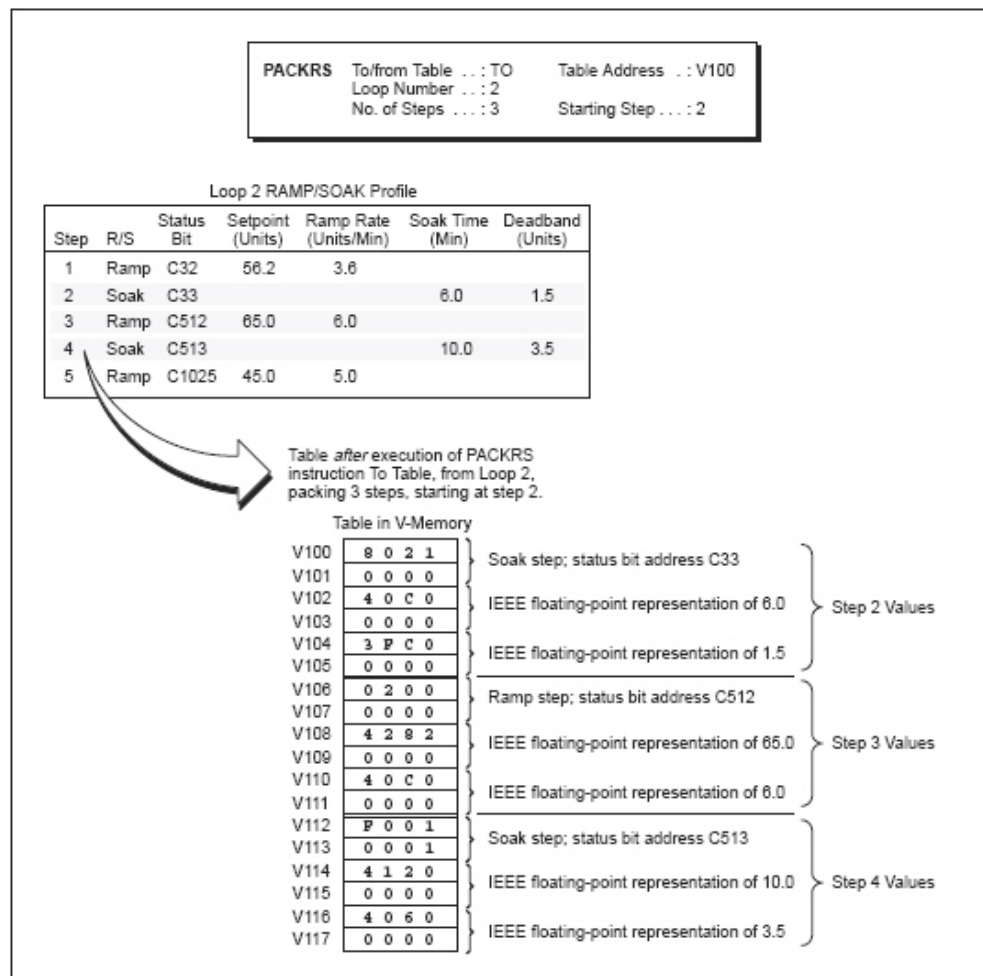 PACKRS To/from Table . . : TO Table Address . : V100
Loop Number . . : 2
No. of Steps . . . : 3 Starting Step . . . : 2
Loop 2 RAMP/SOAK Profile
Step R/S Status Bit Setpoint (Units) Ramp Rate (Units/Min) Soak Time (Min) Deadband (Units)
1 Ramp C32 56.2 3.6
2 Soak C33 6.0 1.5
3 Ramp C512 65.0 6.0
4 Soak C513 10.0 3.5
5 Ramp C1025 45.0 5.0
Table after execution of PACKRS
instruction To Table, from Loop 2,
packing 3 steps, starting at step 2.
Table in V-Memory
V100 8 0 2 1 Soak step; status bit address C33
V101 0 0 0 0
V102 4 0 C 0 IEEE floating-point representation of 6.0 Step 2 Values
V103 0 0 0 0
V104 3 F C 0 IEEE floating-point representation of 1.5
V105 0 0 0 0
V106 0 2 0 0 Ramp step; status bit address C512
V107 0 0 0 0
V108 4 2 8 2 IEEE floating-point representation of 65.0 Step 3 Values
V109 0 0 0 0
V110 4 0 C 0 IEEE floating-point representation of 6.0
V111 0 0 0 0
V112 F 0 0 1 Soak step; status bit address C513
V113 0 0 0 1
V114 4 1 2 0 IEEE floating-point representation of 10.0 Step 4 Values
V115 0 0 0 0
V116 4 0 6 0 IEEE floating-point representation of 3.5
V117 0 0 0 0